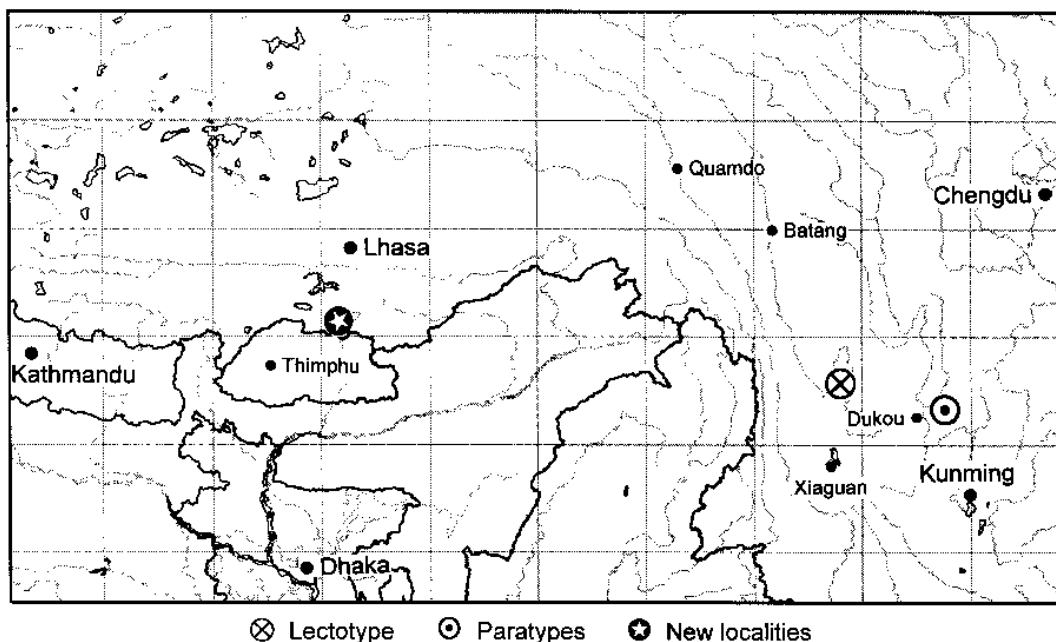 Quamdo
Chengdu
Batang
Lhasa
Thimphu
Kathmandu
Dukou
Xiaguan
Kunming
Dhaka
Lectotype Paratypes New localities